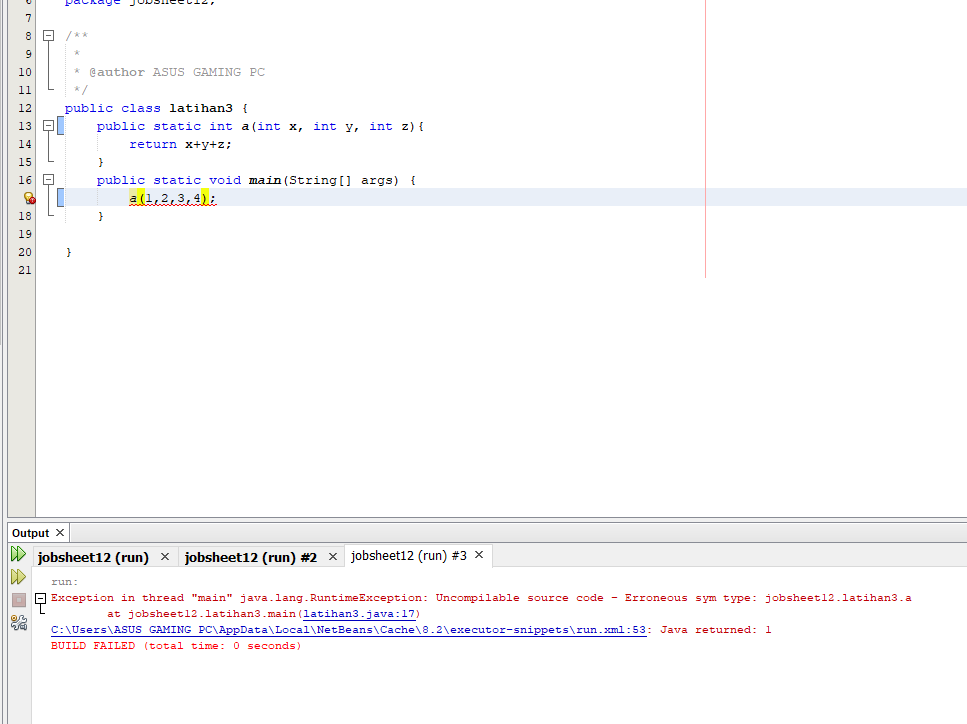 6 package jobsheet12;
7
8 /**
9 *
10 * @author ASUS GAMING PC
11 */
12 public class latihan3 {
13 public static int a(int x, int y, int z){
14 return x+y+z;
15 }
16 public static void main(String[] args) {
a(1,2,3,4);
18 }
19
20 }
21
Output
jobsheet12 (run) jobsheet12 (run) #2 jobsheet12 (run) #3
run:
Exception in thread "main" java.lang.RuntimeException: Uncompilable source code - Erroneous sym type: jobsheet12.latihan3.a
at jobsheet12.latihan3.main(latihan3.java:17)
C:\Users\ASUS GAMING PC\AppData\Local\NetBeans\Cache\8.2\executor-snippets\run.xml:53: Java returned: 1
BUILD FAILED (total time: 0 seconds)